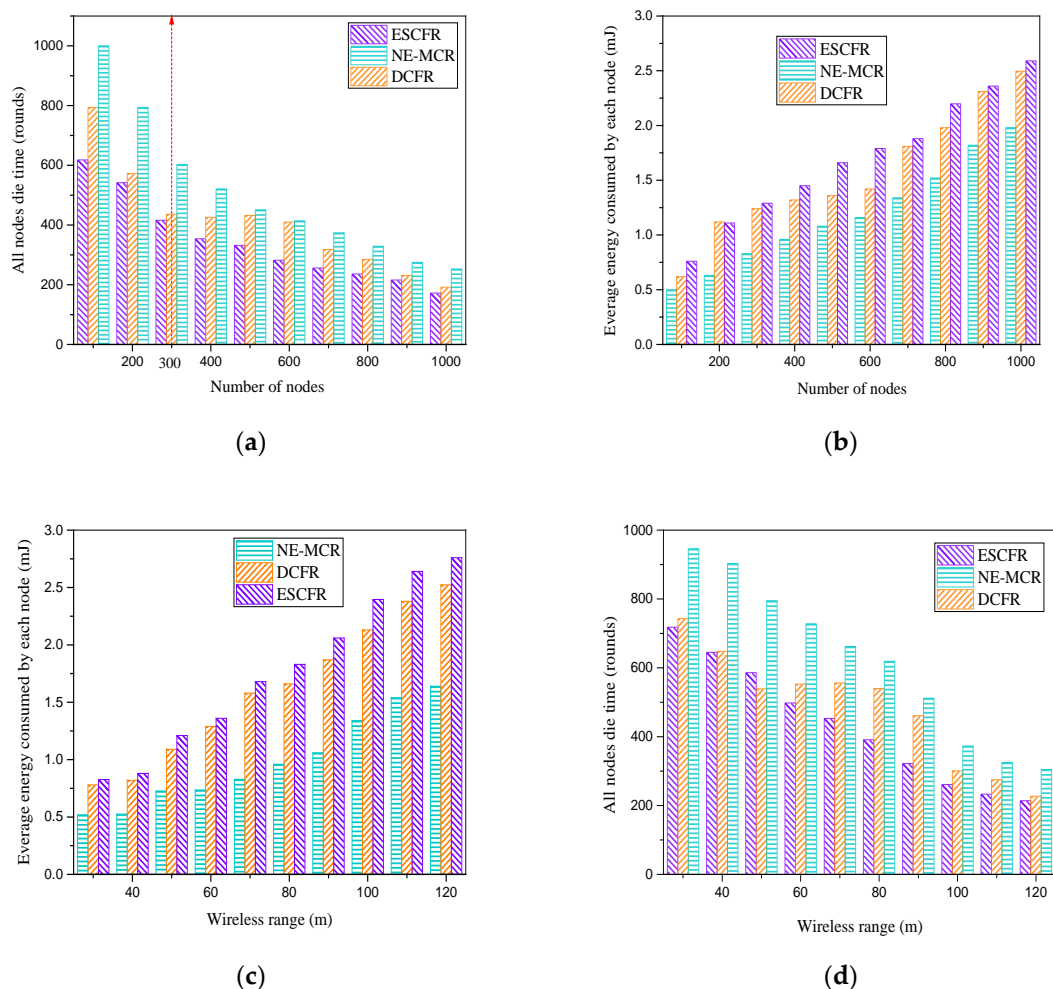 All nodes die time (rounds)
1000
800
600
400
200
0
ESCFR
NE-MCR
DCFR
200
300
400
600
800
1000
Number of nodes
(a)
Everage energy consumed by each node (mJ)
3.0
2.5
2.0
1.5
1.0
0.5
0.0
ESCFR
NE-MCR
DCFR
200
400
600
800
1000
Number of nodes
(b)
Everage energy consumed by each node (mJ)
3.0
2.5
2.0
1.5
1.0
0.5
0.0
NE-MCR
DCFR
ESCFR
40
60
80
100
120
Wireless range (m)
(c)
All nodes die time (rounds)
1000
800
600
400
200
0
ESCFR
NE-MCR
DCFR
40
60
80
100
120
Wireless range (m)
(d)